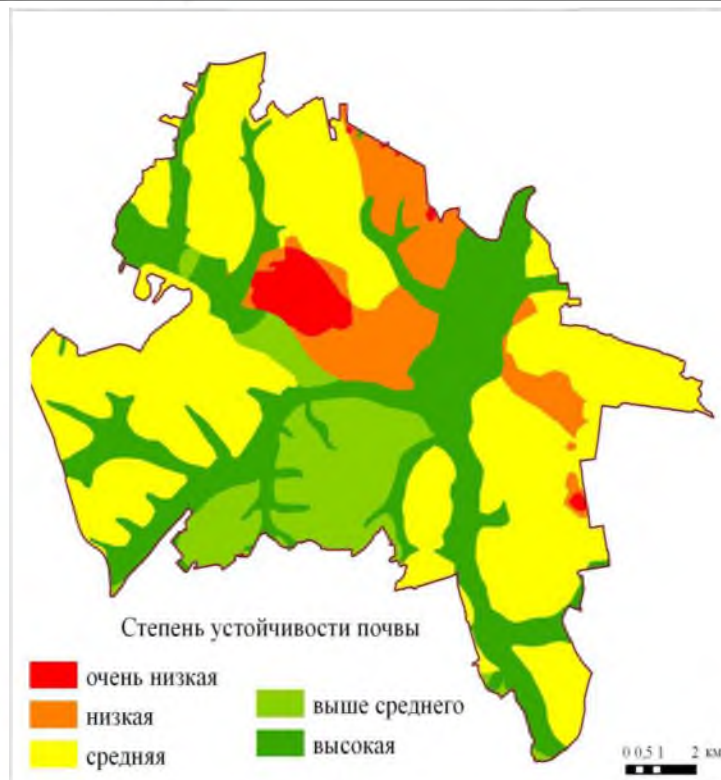 Степень устойчивости почвы
очень низкая
низкая
средняя
выше среднего
высокая
0 0,5 1 2 км